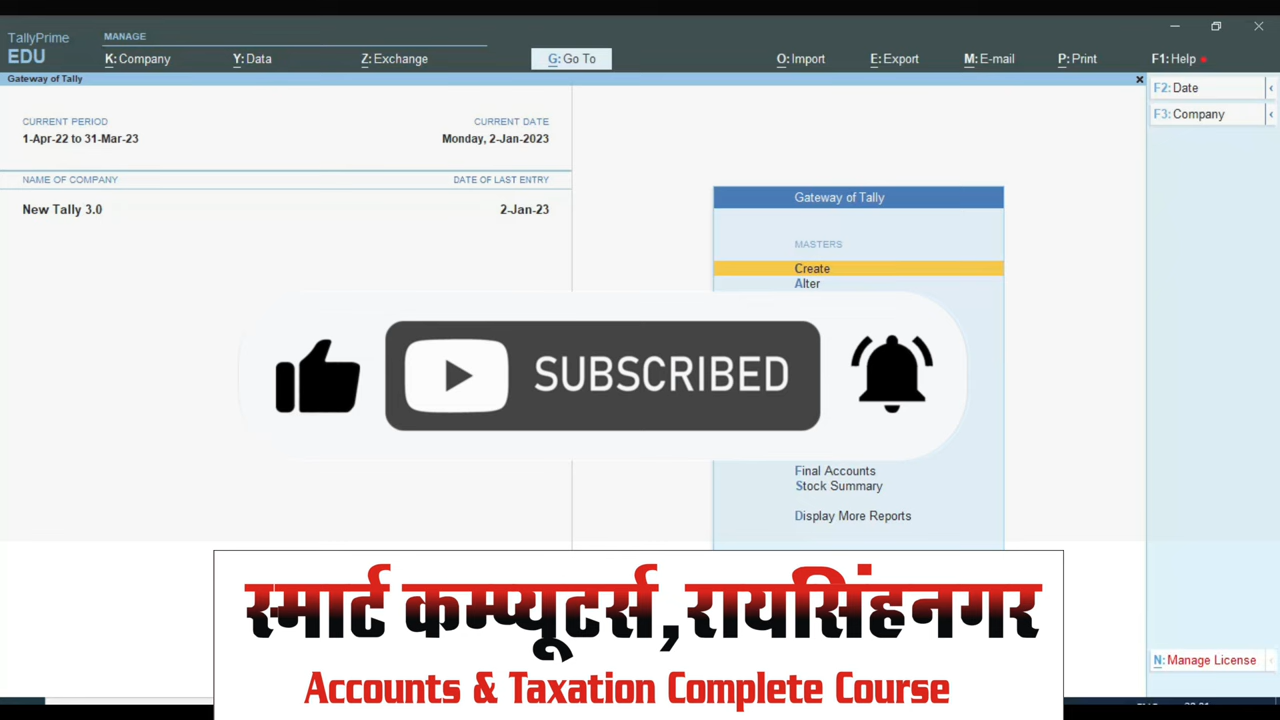 TallyPrime
EDU
MANAGE
K:Company
Y:Data
Z:Exchange
G:Go To
O:Import
E:Export
M:E-mail
P:Print
F1:Help
Gateway of Tally
CURRENT PERIOD
CURRENT DATE
1-Apr-22 to 31-Mar-23
Monday, 2-Jan-2023
NAME OF COMPANY
DATE OF LAST ENTRY
New Tally 3.0
2-Jan-23
Gateway of Tally
MASTERS
Create
Alter
SUBSCRIBED
Final Accounts
Stock Summary
Display More Reports
F2:Date
F3:Company
N:Manage License
स्मार्ट कम्प्यूटर्स,रायसिंहनगर
Accounts & Taxation Complete Course